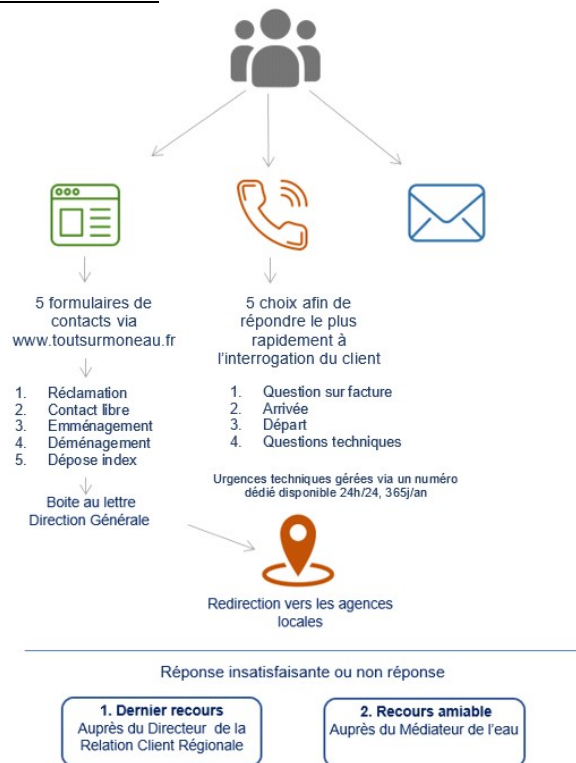 5 formulaires de
contacts via
www.toutsurmoneau.fr
1. Réclamation
2. Contact libre
3. Emménagement
4. Déménagement
5. Dépose index
Boite au lettre
Direction Générale
5 choix afin de
répondre le plus
rapidement à
l'interrogation du client
1. Question sur facture
2. Arrivée
3. Départ
4. Questions techniques
Urgences techniques gérées via un numéro
dédié disponible 24h/24, 365j/an
Redirection vers les agences
locales
Réponse insatisfaisante ou non réponse
1. Dernier recours
Auprès du Directeur de la
Relation Client Régionale
2. Recours amiable
Auprès du Médiateur de l'eau